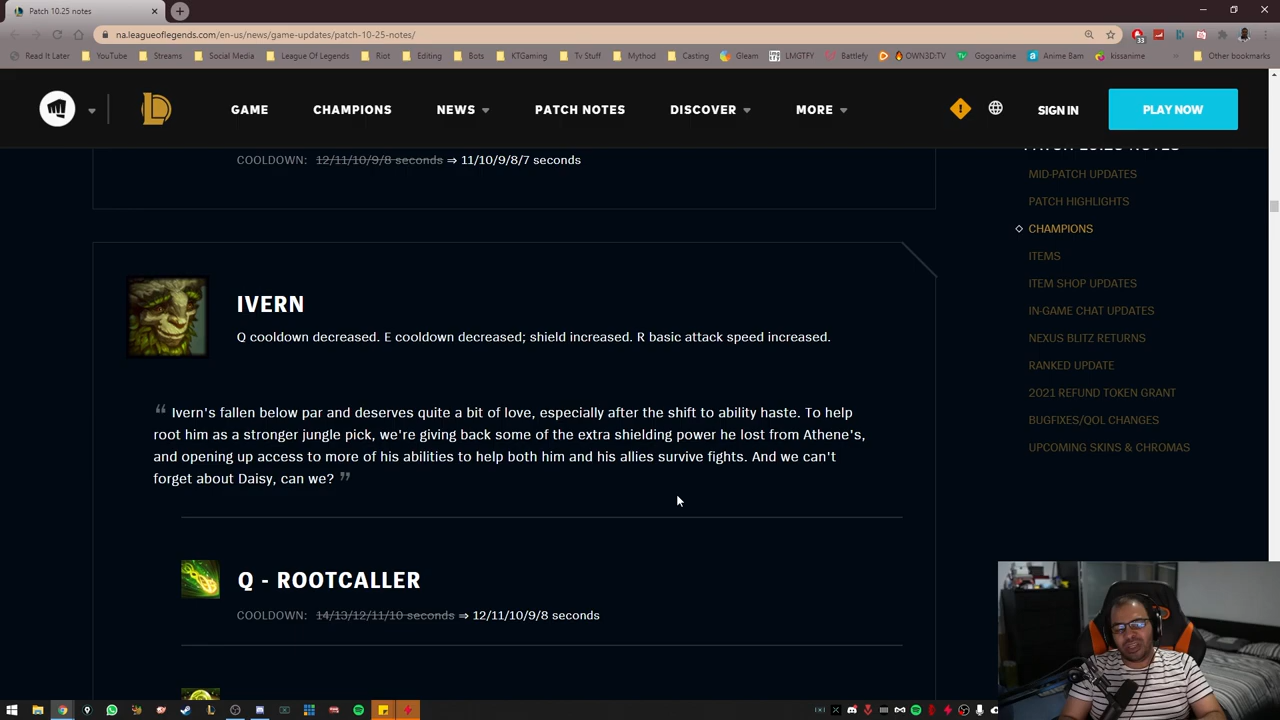 Patch 10.25 notes
na.leagueoflegends.com/en-us/news/game-updates/patch-10-25-notes/
33
Read It Later YouTube Streams Social Media League Of Legends Riot Editing Bots KTGaming Tv Stuff Mythod Casting Gleam LMGTFY Battlefy OWN3D.TV Gogoanime Anime Bam kissanime Other bookmarks
GAME CHAMPIONS NEWS PATCH NOTES DISCOVER MORE SIGN IN PLAY NOW
COOLDOWN: 12/11/10/9/8 seconds ⇒ 11/10/9/8/7 seconds
IVERN
Q cooldown decreased. E cooldown decreased; shield increased. R basic attack speed increased.
“ Ivern's fallen below par and deserves quite a bit of love, especially after the shift to ability haste. To help
root him as a stronger jungle pick, we're giving back some of the extra shielding power he lost from Athene's,
and opening up access to more of his abilities to help both him and his allies survive fights. And we can't
forget about Daisy, can we? ”
Q - ROOTCALLER
COOLDOWN: 14/13/12/11/10 seconds ⇒ 12/11/10/9/8 seconds
PATCH 10.25 NOTES
MID-PATCH UPDATES
PATCH HIGHLIGHTS
CHAMPIONS
ITEMS
ITEM SHOP UPDATES
IN-GAME CHAT UPDATES
NEXUS BLITZ RETURNS
RANKED UPDATE
2021 REFUND TOKEN GRANT
BUGFIXES/QOL CHANGES
UPCOMING SKINS & CHROMAS